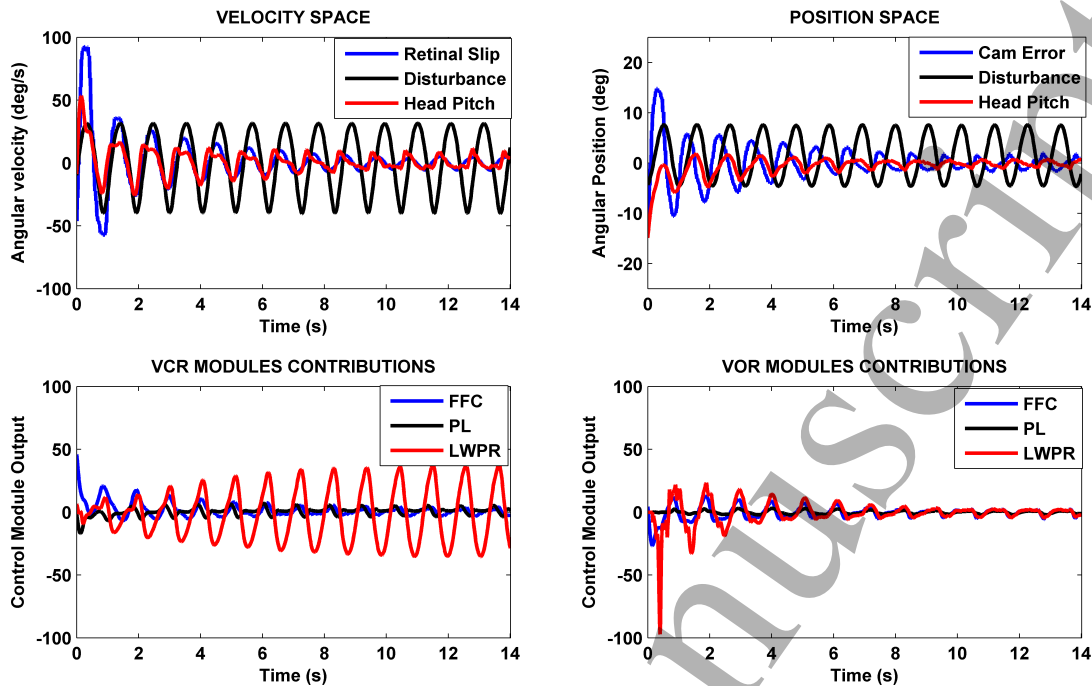 VELOCITY SPACE
Angular velocity (deg/s)
100
50
0
-50
-100
Retinal Slip
Disturbance
Head Pitch
0 2 4 6 8 10 12 14
Time (s)
POSITION SPACE
Angular Position (deg)
20
10
0
-10
-20
Cam Error
Disturbance
Head Pitch
0 2 4 6 8 10 12 14
Time (s)
VCR MODULES CONTRIBUTIONS
Control Module Output
100
50
0
-50
-100
FFC
PL
LWPR
0 2 4 6 8 10 12 14
Time (s)
VOR MODULES CONTRIBUTIONS
Control Module Output
100
50
0
-50
-100
FFC
PL
LWPR
0 2 4 6 8 10 12 14
Time (s)
nuscrip